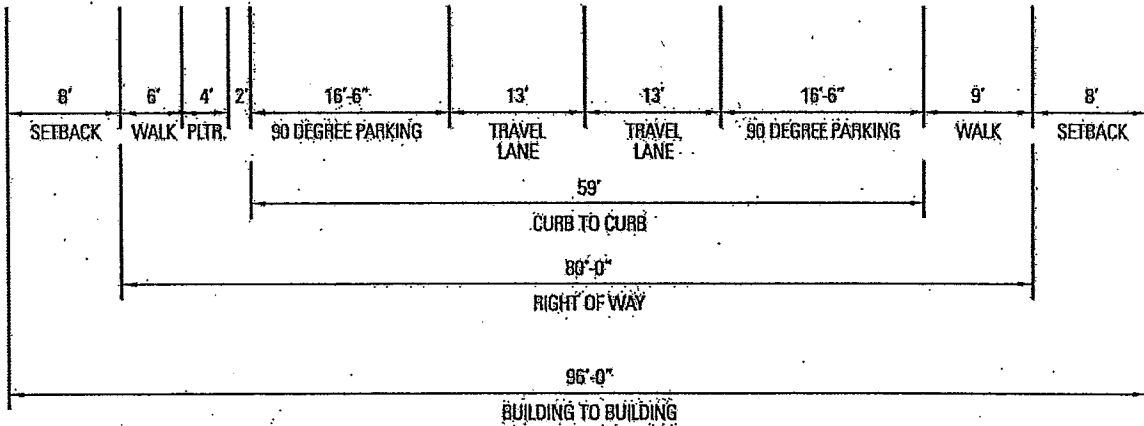 8' 6' 4' 2' 16'-6" 13' 13' 16'-6" 9' 8'
SETBACK WALK PLTR. 90 DEGREE PARKING TRAVEL LANE TRAVEL LANE 90 DEGREE PARKING WALK SETBACK
59'
CURB TO CURB
80'-0"
RIGHT OF WAY
96'-0"
BUILDING TO BUILDING